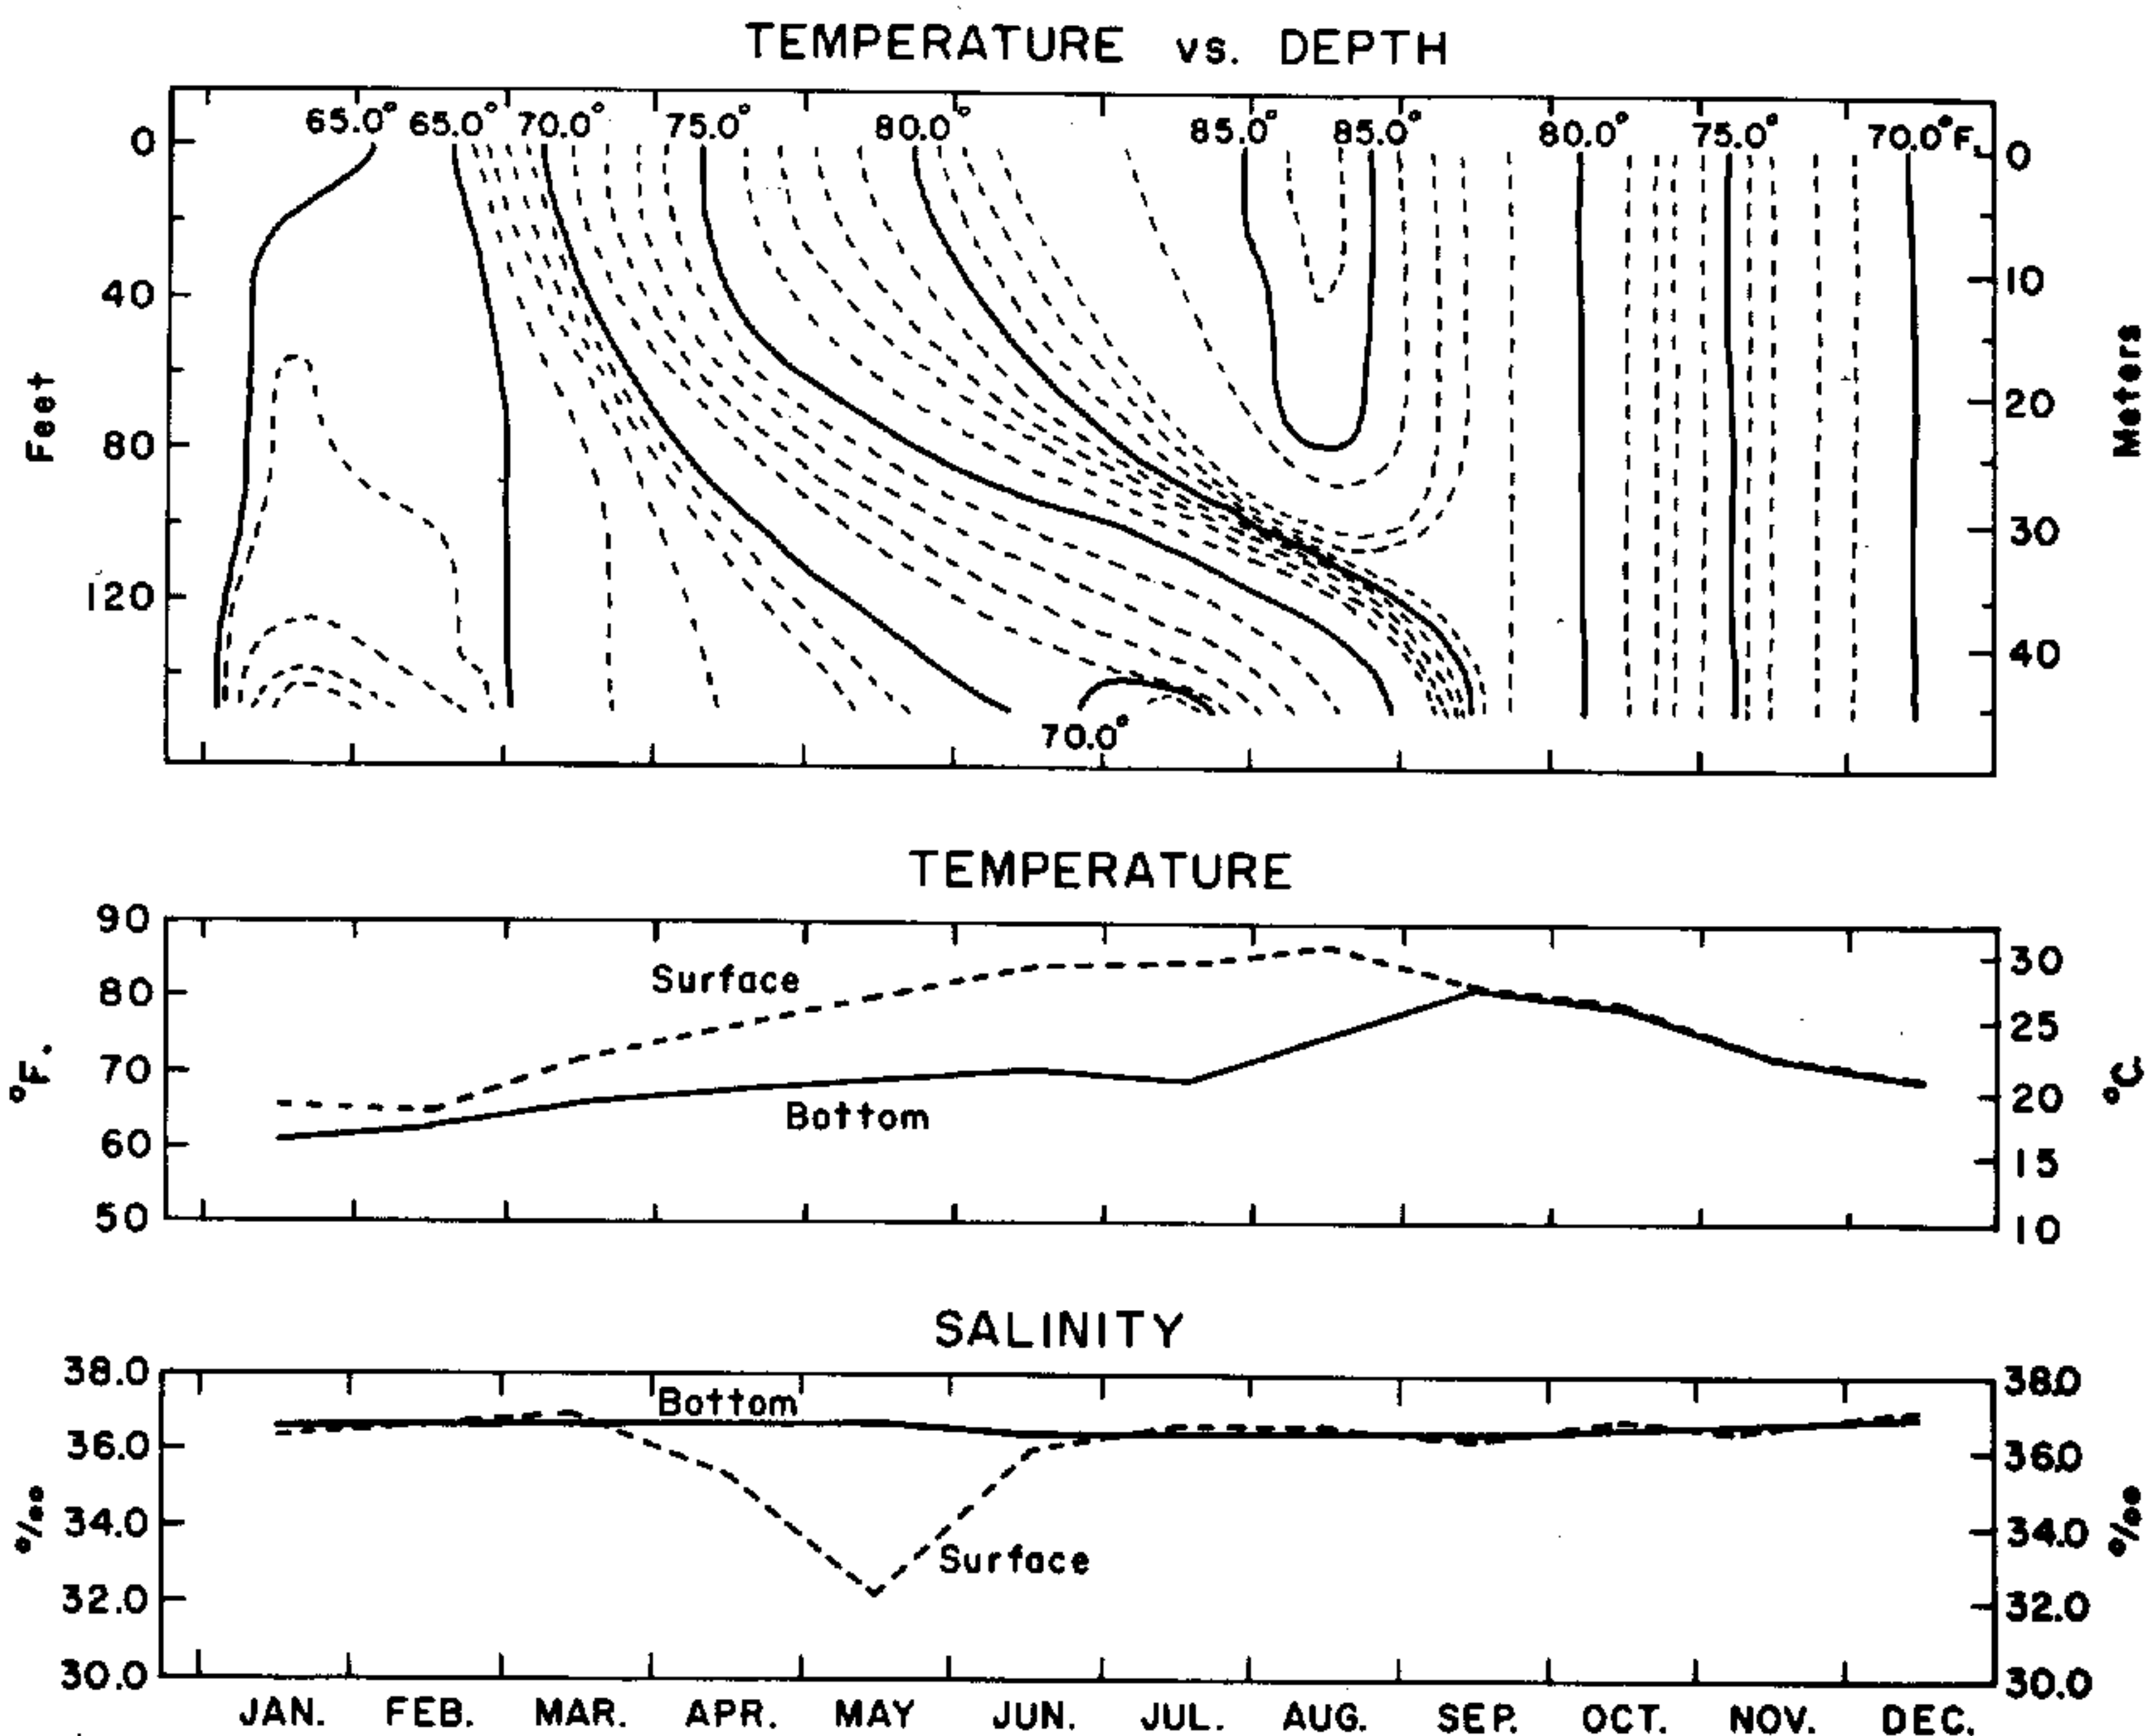 TEMPERATURE vs. DEPTH
65.0° 65.0° 70.0° 75.0° 80.0° 85.0° 85.0° 80.0° 75.0° 70.0°F.
0
40
80
120
Feet
0
10
20
30
40
Meters
70.0°
TEMPERATURE
90
80
70
60
50
°F.
Surface
Bottom
30
25
20
15
10
°C
SALINITY
38.0
36.0
34.0
32.0
30.0
‰
Bottom
Surface
38.0
36.0
34.0
32.0
30.0
‰
JAN. FEB. MAR. APR. MAY JUN. JUL. AUG. SEP. OCT. NOV. DEC.